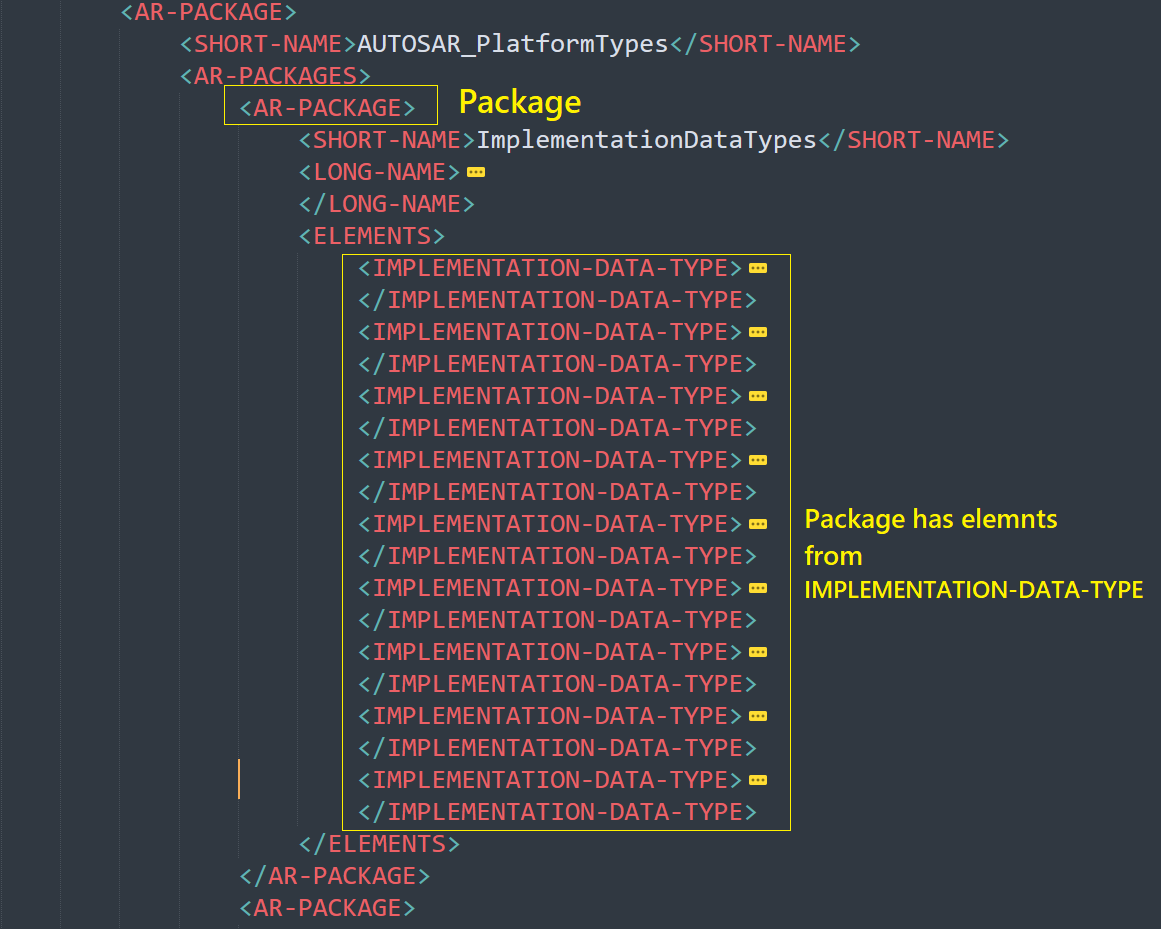 <AR-PACKAGE>
<SHORT-NAME>AUTOSAR_PlatformTypes</SHORT-NAME>
<AR-PACKAGES>
<AR-PACKAGE> Package
<SHORT-NAME>ImplementationDataTypes</SHORT-NAME>
<LONG-NAME>
</LONG-NAME>
<ELEMENTS>
<IMPLEMENTATION-DATA-TYPE>
</IMPLEMENTATION-DATA-TYPE>
<IMPLEMENTATION-DATA-TYPE>
</IMPLEMENTATION-DATA-TYPE>
<IMPLEMENTATION-DATA-TYPE>
</IMPLEMENTATION-DATA-TYPE>
<IMPLEMENTATION-DATA-TYPE>
</IMPLEMENTATION-DATA-TYPE>
<IMPLEMENTATION-DATA-TYPE>
</IMPLEMENTATION-DATA-TYPE>
<IMPLEMENTATION-DATA-TYPE>
</IMPLEMENTATION-DATA-TYPE>
<IMPLEMENTATION-DATA-TYPE>
</IMPLEMENTATION-DATA-TYPE>
<IMPLEMENTATION-DATA-TYPE>
</IMPLEMENTATION-DATA-TYPE>
<IMPLEMENTATION-DATA-TYPE>
</IMPLEMENTATION-DATA-TYPE>
Package has elemnts
from
IMPLEMENTATION-DATA-TYPE
</ELEMENTS>
</AR-PACKAGE>
<AR-PACKAGE>